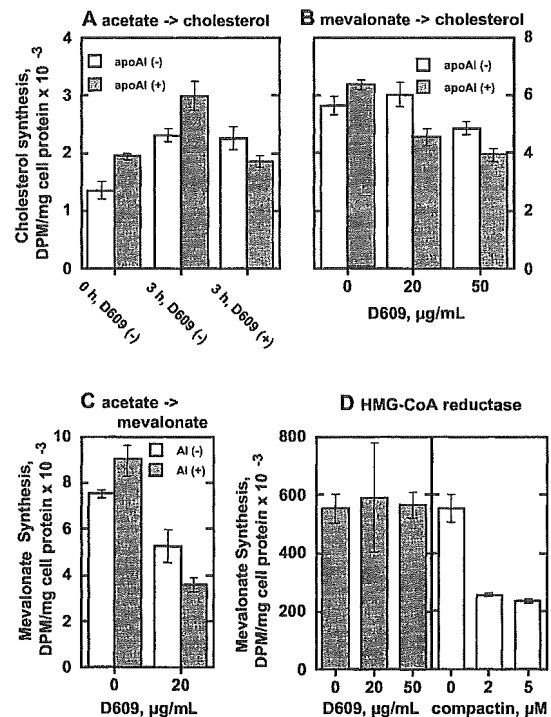 A acetate -> cholesterol
Cholesterol synthesis,
DPM/mg cell protein x 10 -3
4
3
2
1
0
apoAI (-)
apoAI (+)
0 h, D609 (-)
3 h, D609 (-)
3 h, D609 (+)
B mevalonate -> cholesterol
apoAI (-)
apoAI (+)
8
6
4
2
0
0 20 50
D609, µg/mL
C acetate ->
mevalonate
Mevalonate Synthesis,
DPM/mg cell protein x 10 -3
10
8
6
4
2
0
AI (-)
AI (+)
0 20
D609, µg/mL
D HMG-CoA reductase
Mevalonate Synthesis,
DPM/mg cell protein x 10 -3
800
600
400
200
0
0 20 50 0 2 5
D609, µg/mL compactin, µM